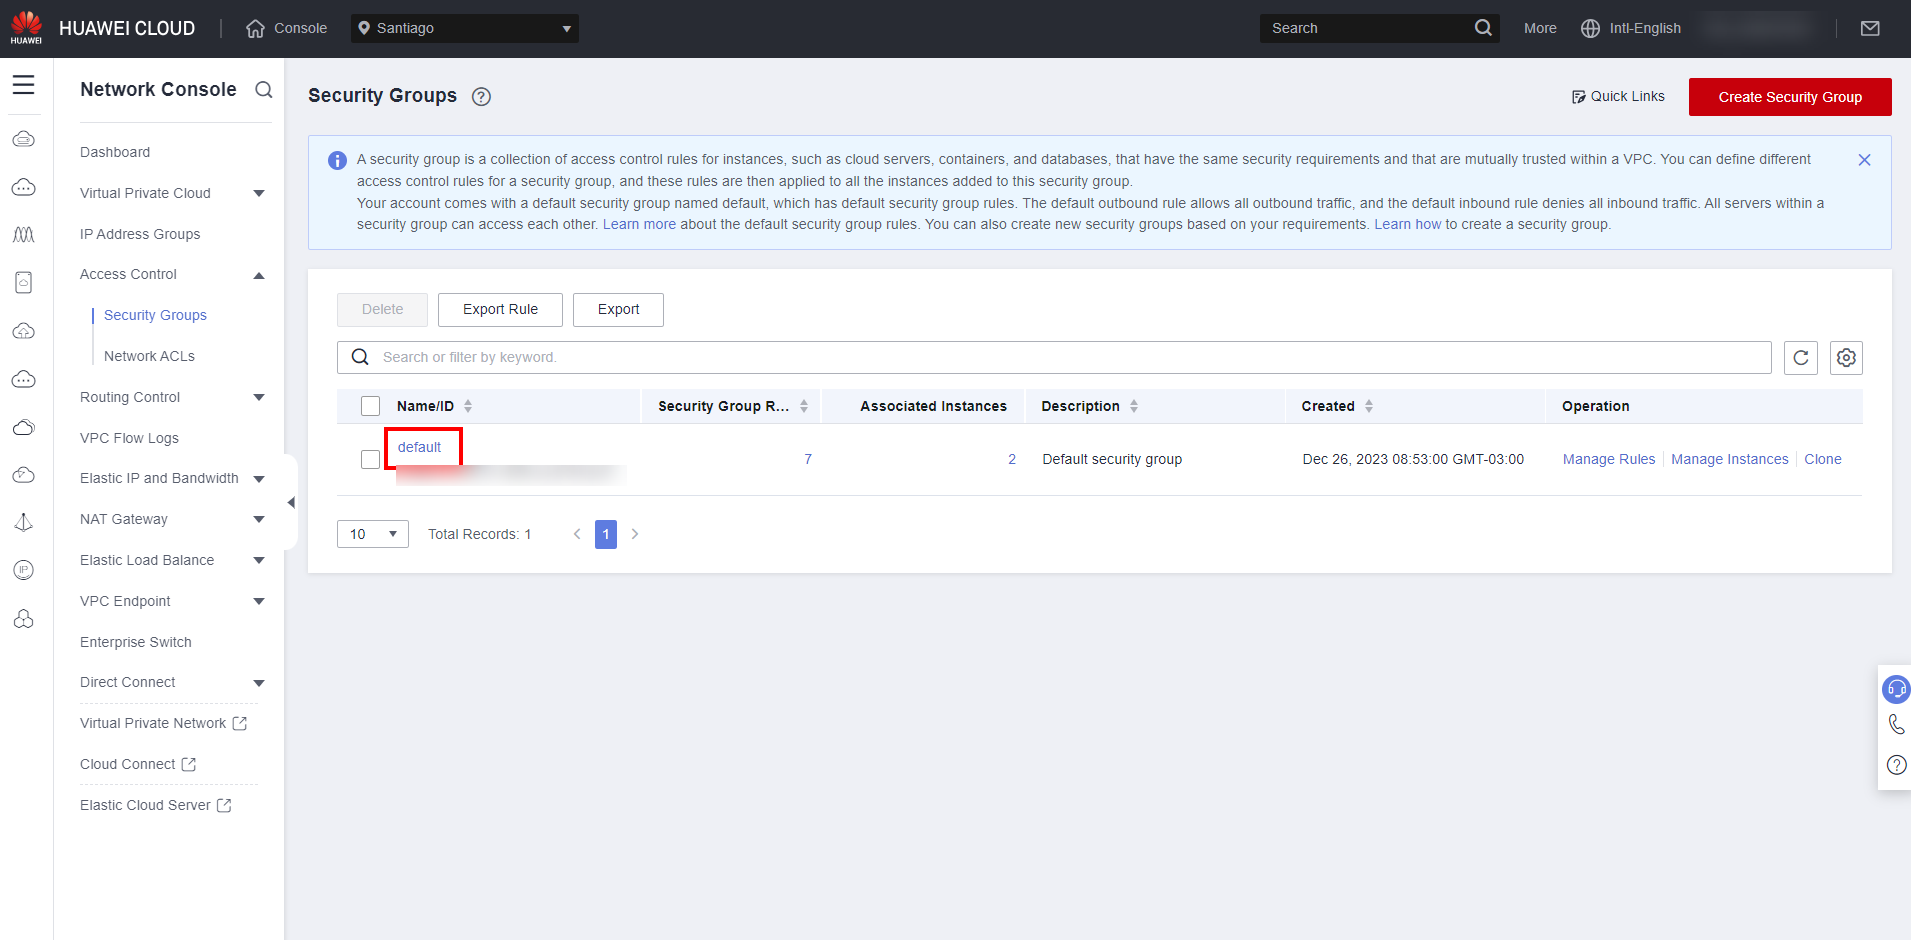 HUAWEI
HUAWEI CLOUD
Console
Santiago
Search
More
Intl-English
Network Console
Dashboard
Virtual Private Cloud
IP Address Groups
Access Control
Security Groups
Network ACLs
Routing Control
VPC Flow Logs
Elastic IP and Bandwidth
NAT Gateway
Elastic Load Balance
VPC Endpoint
Enterprise Switch
Direct Connect
Virtual Private Network
Cloud Connect
Elastic Cloud Server
Security Groups
Quick Links
Create Security Group
A security group is a collection of access control rules for instances, such as cloud servers, containers, and databases, that have the same security requirements and that are mutually trusted within a VPC. You can define different
access control rules for a security group, and these rules are then applied to all the instances added to this security group.
Your account comes with a default security group named default, which has default security group rules. The default outbound rule allows all outbound traffic, and the default inbound rule denies all inbound traffic. All servers within a
security group can access each other. Learn more about the default security group rules. You can also create new security groups based on your requirements. Learn how to create a security group.
Delete
Export Rule
Export
Search or filter by keyword.
Name/ID
Security Group R...
Associated Instances
Description
Created
Operation
default
7
2
Default security group
Dec 26, 2023 08:53:00 GMT-03:00
Manage Rules
Manage Instances
Clone
10
Total Records: 1
1
IP